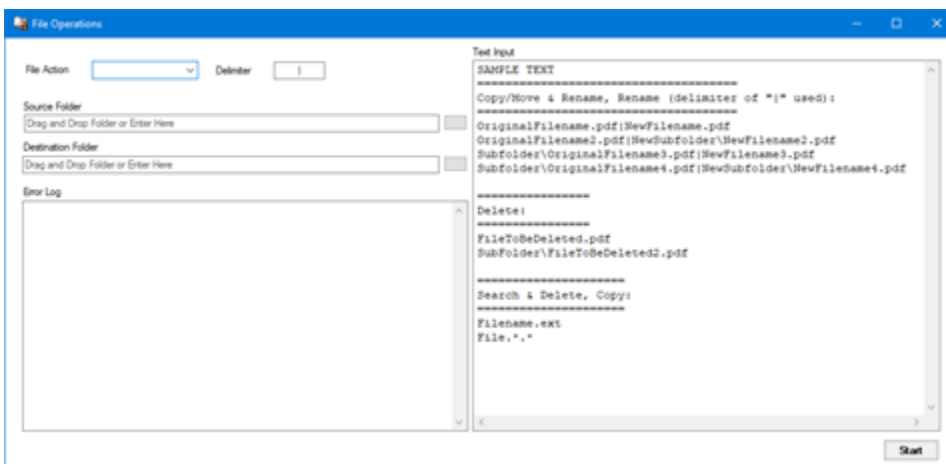 File Operations
File Action
Delimiter |
Source Folder
Drag and Drop Folder or Enter Here
Destination Folder
Drag and Drop Folder or Enter Here
Error Log
Text Input
SAMPLE TEXT
=====================================
Copy/Move & Rename, Rename (delimiter of "|" used):
=====================================
OriginalFilename.pdf|NewFilename.pdf
OriginalFilename2.pdf|NewSubfolder\NewFilename2.pdf
Subfolder\OriginalFilename3.pdf|NewFilename3.pdf
Subfolder\OriginalFilename4.pdf|NewSubfolder\NewFilename4.pdf
================
Delete:
================
FileToBeDeleted.pdf
SubFolder\FileToBeDeleted2.pdf
=====================
Search & Delete, Copy:
=====================
Filename.ext
File.*.*
Start